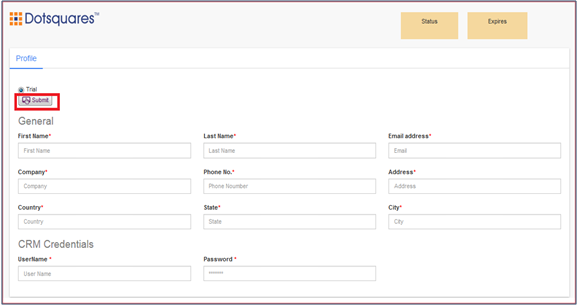 Dotsquares™
Status Expires
Profile
Trial
Submit
General
First Name* Last Name* Email address*
First Name Last Name Email
Company* Phone No.* Address*
Company Phone Noumber Address
Country* State* City*
Country State City
CRM Credentials
UserName * Password *
User Name ********